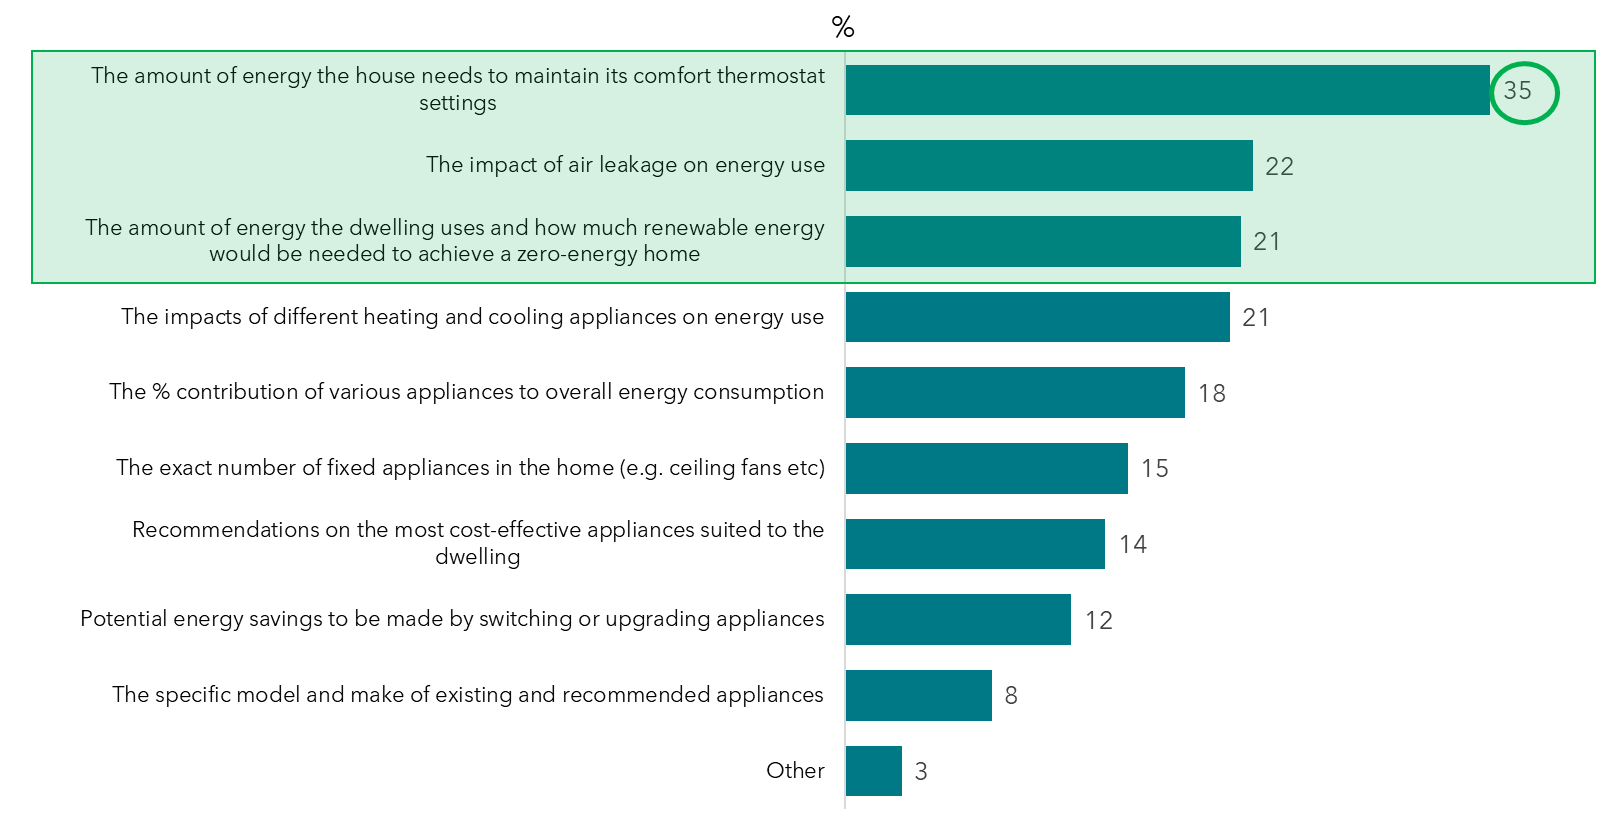 %
The amount of energy the house needs to maintain its comfort thermostat
settings
35
The impact of air leakage on energy use
22
The amount of energy the dwelling uses and how much renewable energy
would be needed to achieve a zero-energy home
21
The impacts of different heating and cooling appliances on energy use
21
The % contribution of various appliances to overall energy consumption
18
The exact number of fixed appliances in the home (e.g. ceiling fans etc)
15
Recommendations on the most cost-effective appliances suited to the
dwelling
14
Potential energy savings to be made by switching or upgrading appliances
12
The specific model and make of existing and recommended appliances
8
Other
3